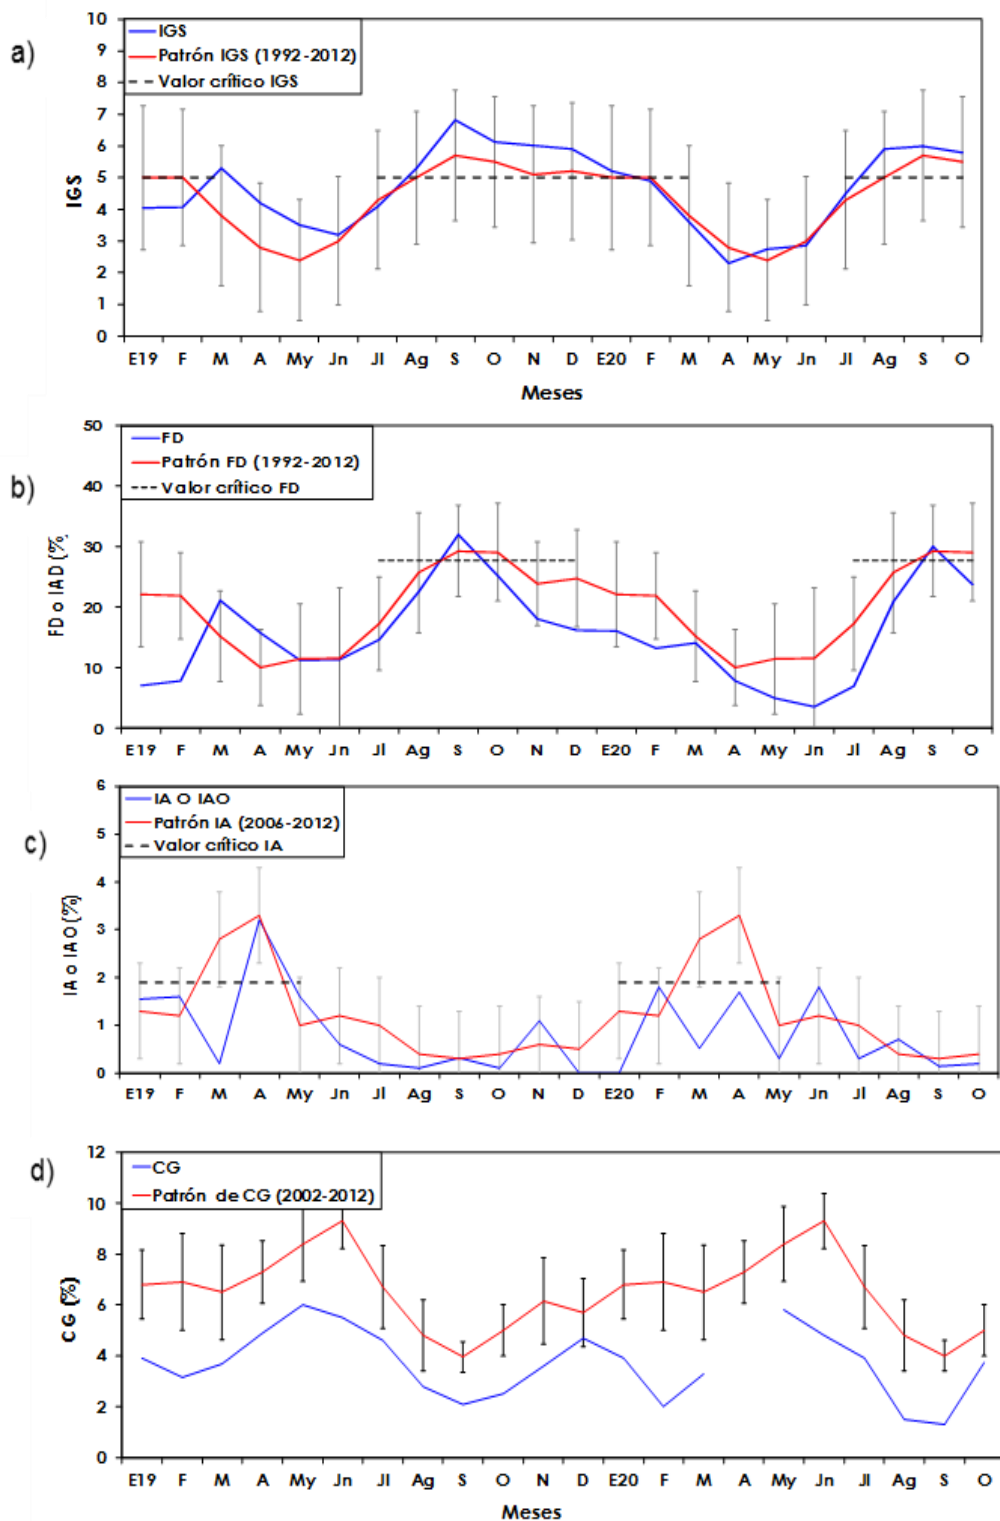 a)
IGS
Patrón IGS (1992-2012)
Valor crítico IGS
IGS
10
9
8
7
6
5
4
3
2
1
0
E19 F M A My Jn Jl Ag S O N D E20 F M A My Jn Jl Ag S O
Meses
b)
FD
Patrón FD (1992-2012)
Valor crítico FD
FD o IAD (%
50
40
30
20
10
0
E19 F M A My Jn Jl Ag S O N D E20 F M A My Jn Jl Ag S O
c)
IA O IAO
Patrón IA (2006-2012)
Valor crítico IA
IA o IAO (%)
6
5
4
3
2
1
0
E19 F M A My Jn Jl Ag S O N D E20 F M A My Jn Jl Ag S O
d)
CG
Patrón de CG (2002-2012)
CG (%)
12
10
8
6
4
2
0
E19 F M A My Jn Jl Ag S O N D E20 F M A My Jn Jl Ag S O
Meses